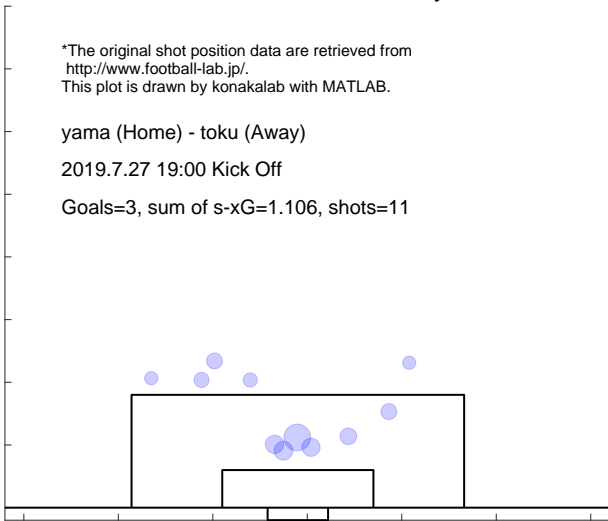 *The original shot position data are retrieved from
http://www.football-lab.jp/.
This plot is drawn by konakalab with MATLAB.
yama (Home) - toku (Away)
2019.7.27 19:00 Kick Off
Goals=3, sum of s-xG=1.106, shots=11